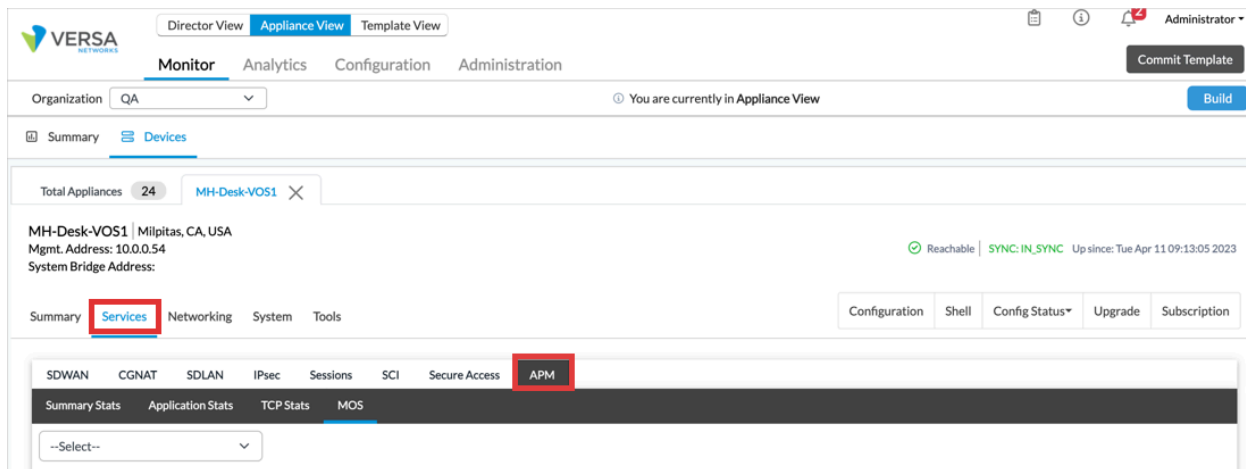 VERSA
NETWORKS
Director View Appliance View Template View
2
Administrator
Monitor Analytics Configuration Administration
Commit Template
Organization QA
You are currently in Appliance View
Build
Summary Devices
Total Appliances 24 MH-Desk-VOS1
MH-Desk-VOS1 Milpitas, CA, USA
Mgmt. Address: 10.0.0.54
Reachable SYNC: IN_SYNC Up since: Tue Apr 11 09:13:05 2023
System Bridge Address:
Summary Services Networking System Tools
Configuration Shell Config Status Upgrade Subscription
SDWAN CGNAT SDLAN IPsec Sessions SCI Secure Access APM
Summary Stats Application Stats TCP Stats MOS
--Select--